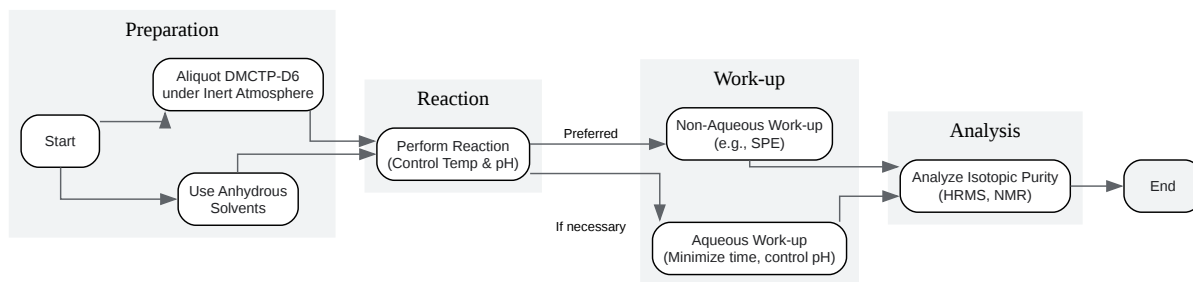 Preparation
Aliquot DMCTP-D6
under Inert Atmosphere
Start
Use Anhydrous
Solvents
Reaction
Perform Reaction
(Control Temp & pH)
Preferred
If necessary
Work-up
Non-Aqueous Work-up
(e.g., SPE)
Aqueous Work-up
(Minimize time, control pH)
Analysis
Analyze Isotopic Purity
(HRMS, NMR)
End